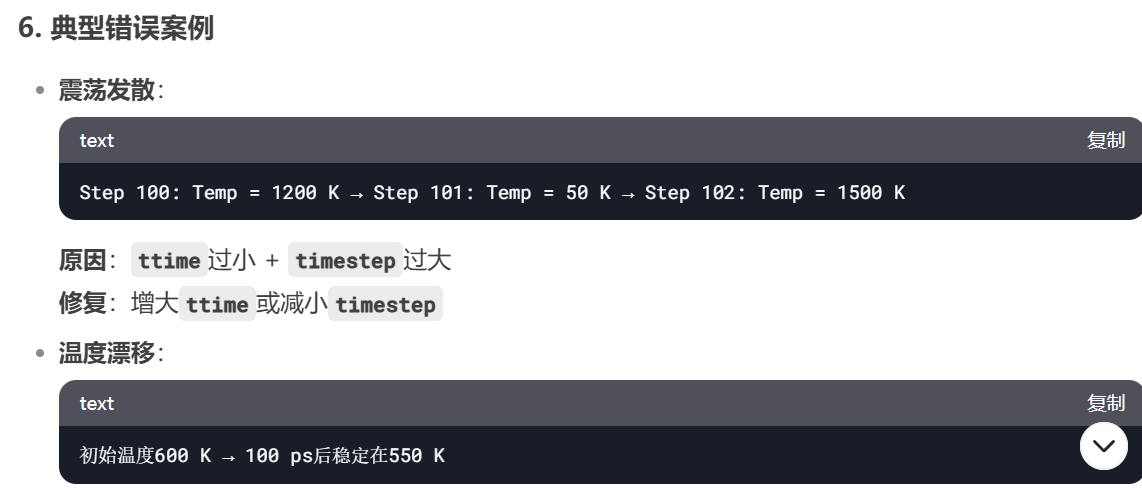 6. 典型错误案例
震荡发散：
text 复制
Step 100: Temp = 1200 K → Step 101: Temp = 50 K → Step 102: Temp = 1500 K
原因：ttime过小 + timestep过大
修复：增大ttime或减小timestep
温度漂移：
text 复制
初始温度600 K → 100 ps后稳定在550 K